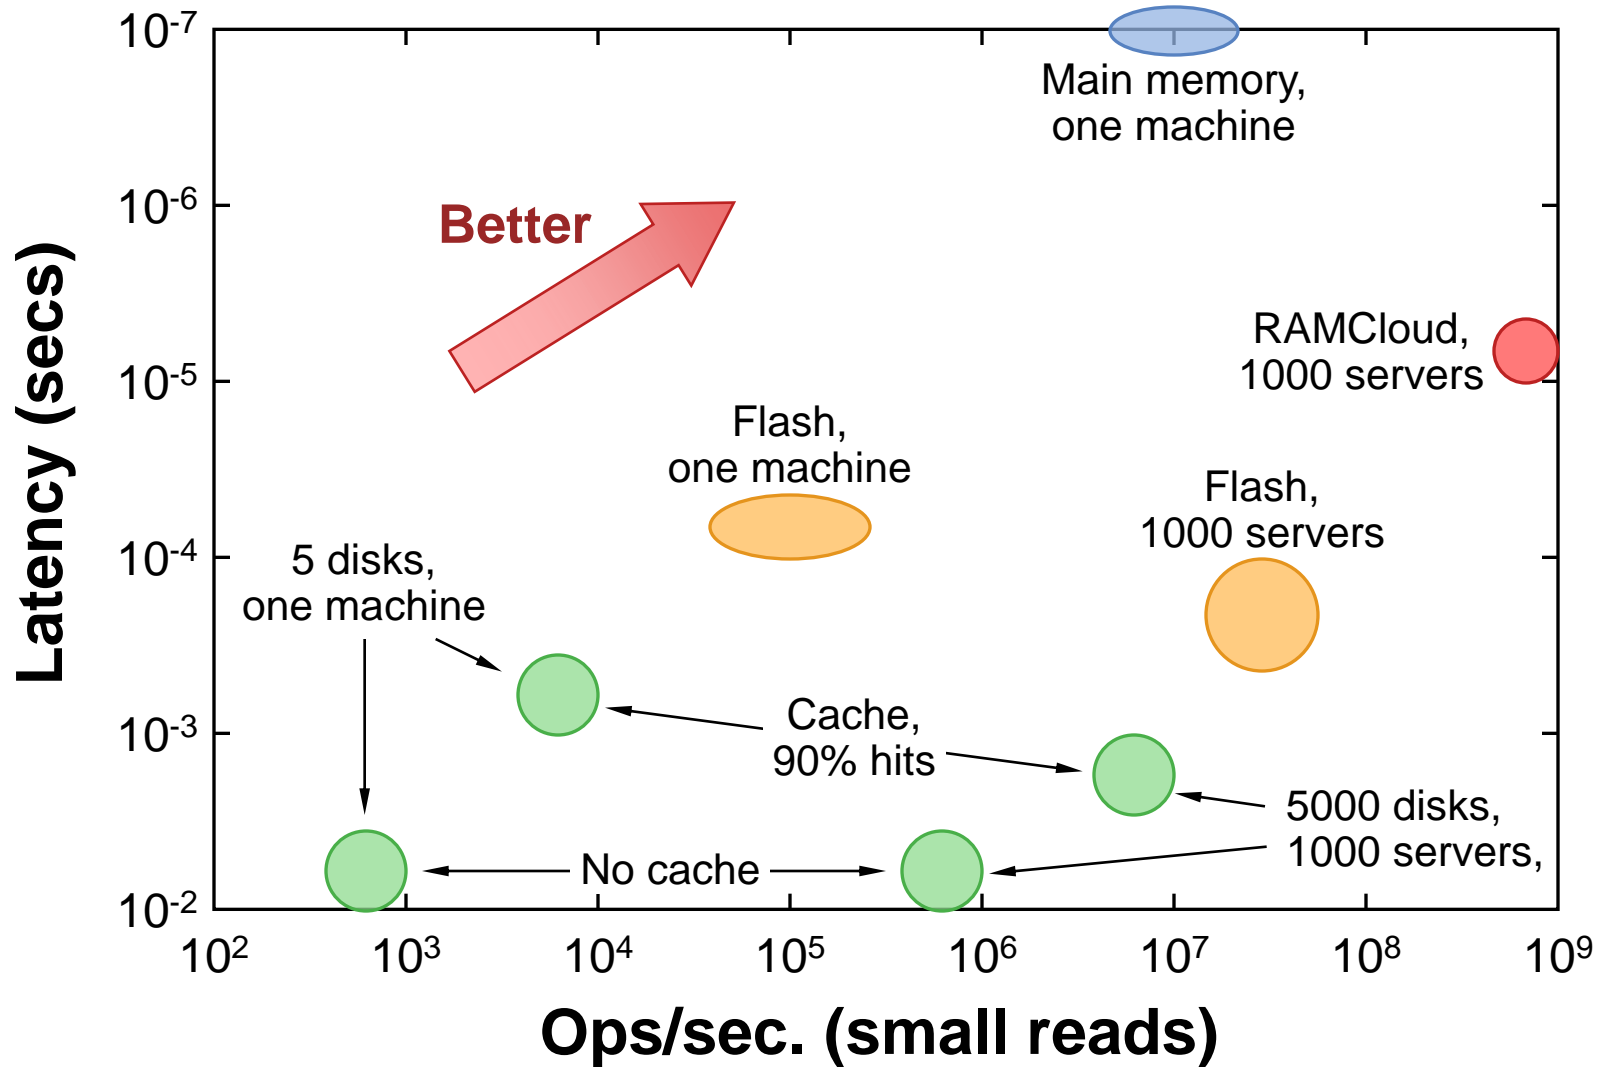 10-7
Main memory,
one machine
10-6
Better
RAMCloud,
1000 servers
10-5
Flash,
one machine
Flash,
1000 servers
10-4
5 disks,
one machine
Cache,
90% hits
10-3
5000 disks,
1000 servers,
No cache
10-2
102 103 104 105 106 107 108 109
Latency (secs)
Ops/sec. (small reads)